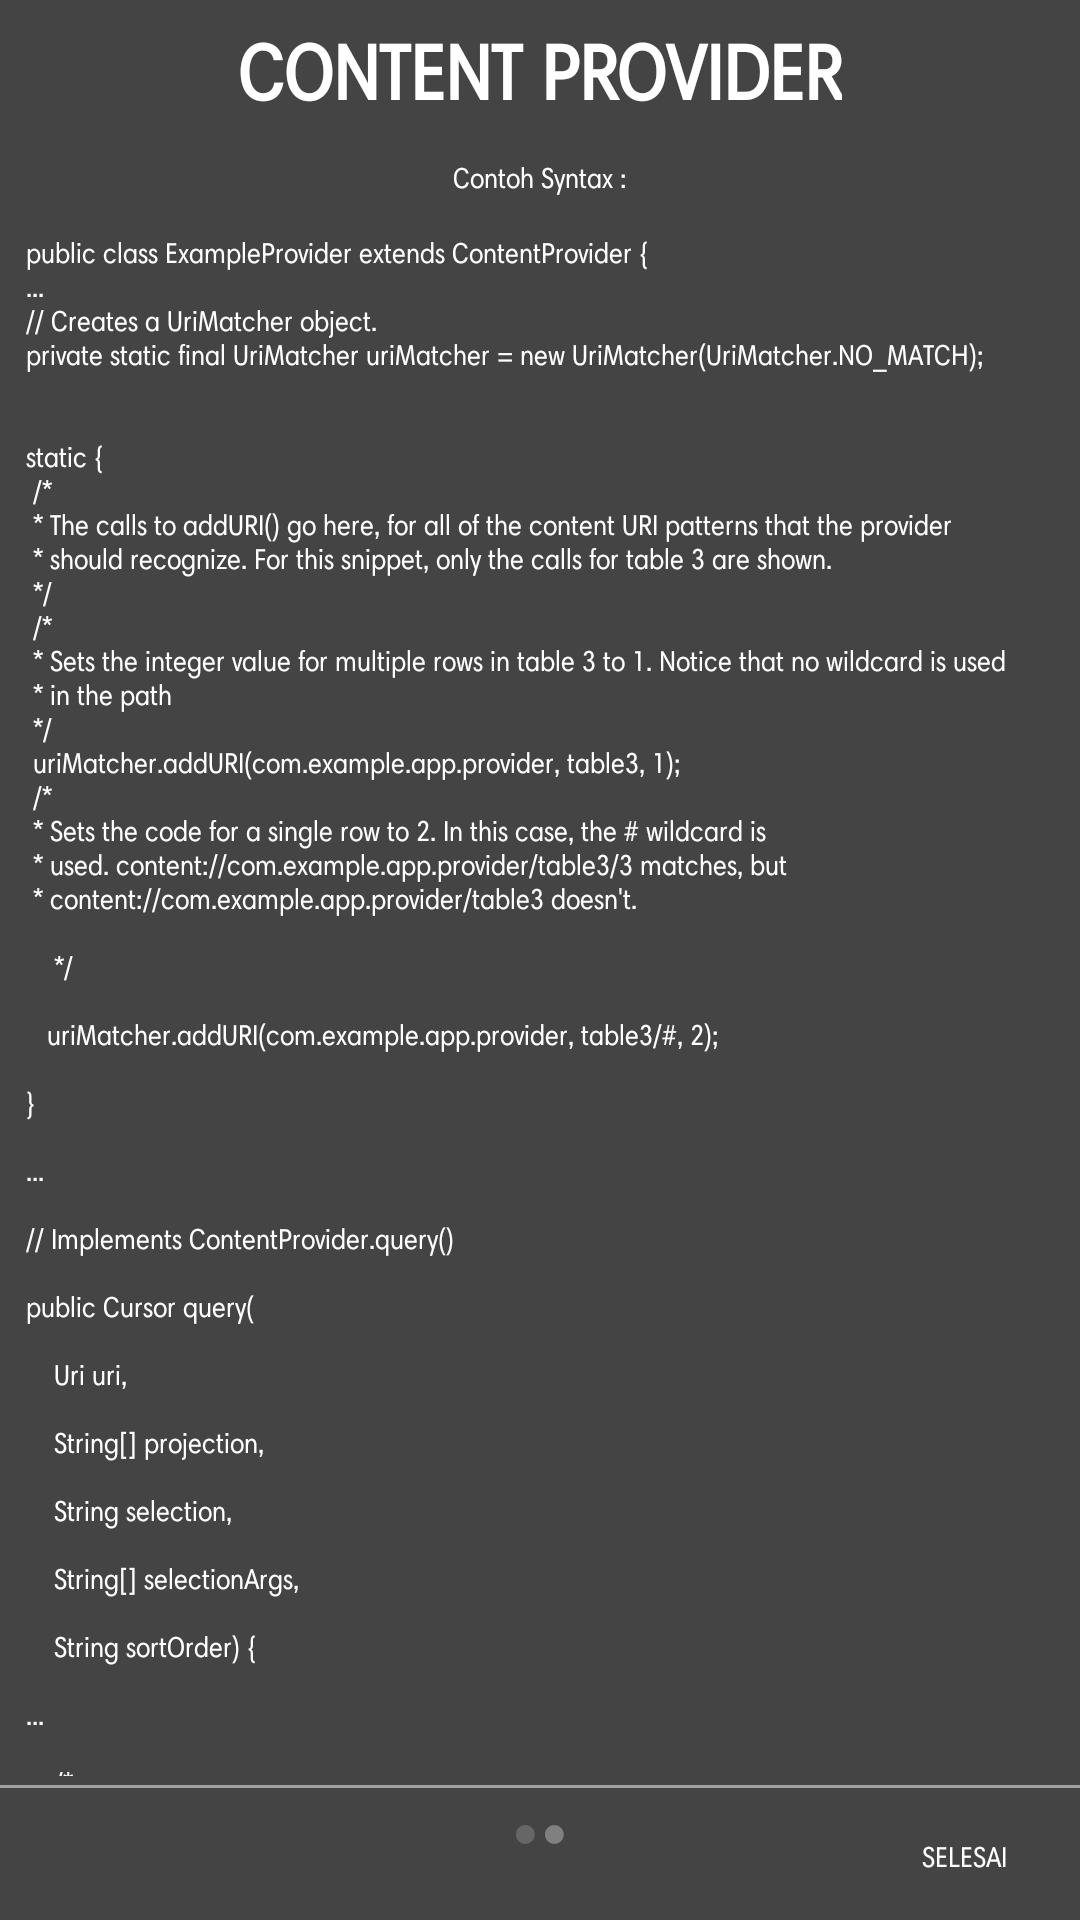 CONTENT PROVIDER
Contoh Syntax :
public class ExampleProvider extends ContentProvider {
...
// Creates a UriMatcher object.
private static final UriMatcher uriMatcher = new UriMatcher(UriMatcher.NO_MATCH);
static {
/*
* The calls to addURI() go here, for all of the content URI patterns that the provider
* should recognize. For this snippet, only the calls for table 3 are shown.
*/
/*
* Sets the integer value for multiple rows in table 3 to 1. Notice that no wildcard is used
* in the path
*/
uriMatcher.addURI(com.example.app.provider, table3, 1);
/*
* Sets the code for a single row to 2. In this case, the # wildcard is
* used. content://com.example.app.provider/table3/3 matches, but
* content://com.example.app.provider/table3 doesn't.
*/
uriMatcher.addURI(com.example.app.provider, table3/#, 2);
}
...
// Implements ContentProvider.query()
public Cursor query(
Uri uri,
String[] projection,
String selection,
String[] selectionArgs,
String sortOrder) {
...
SELESAI